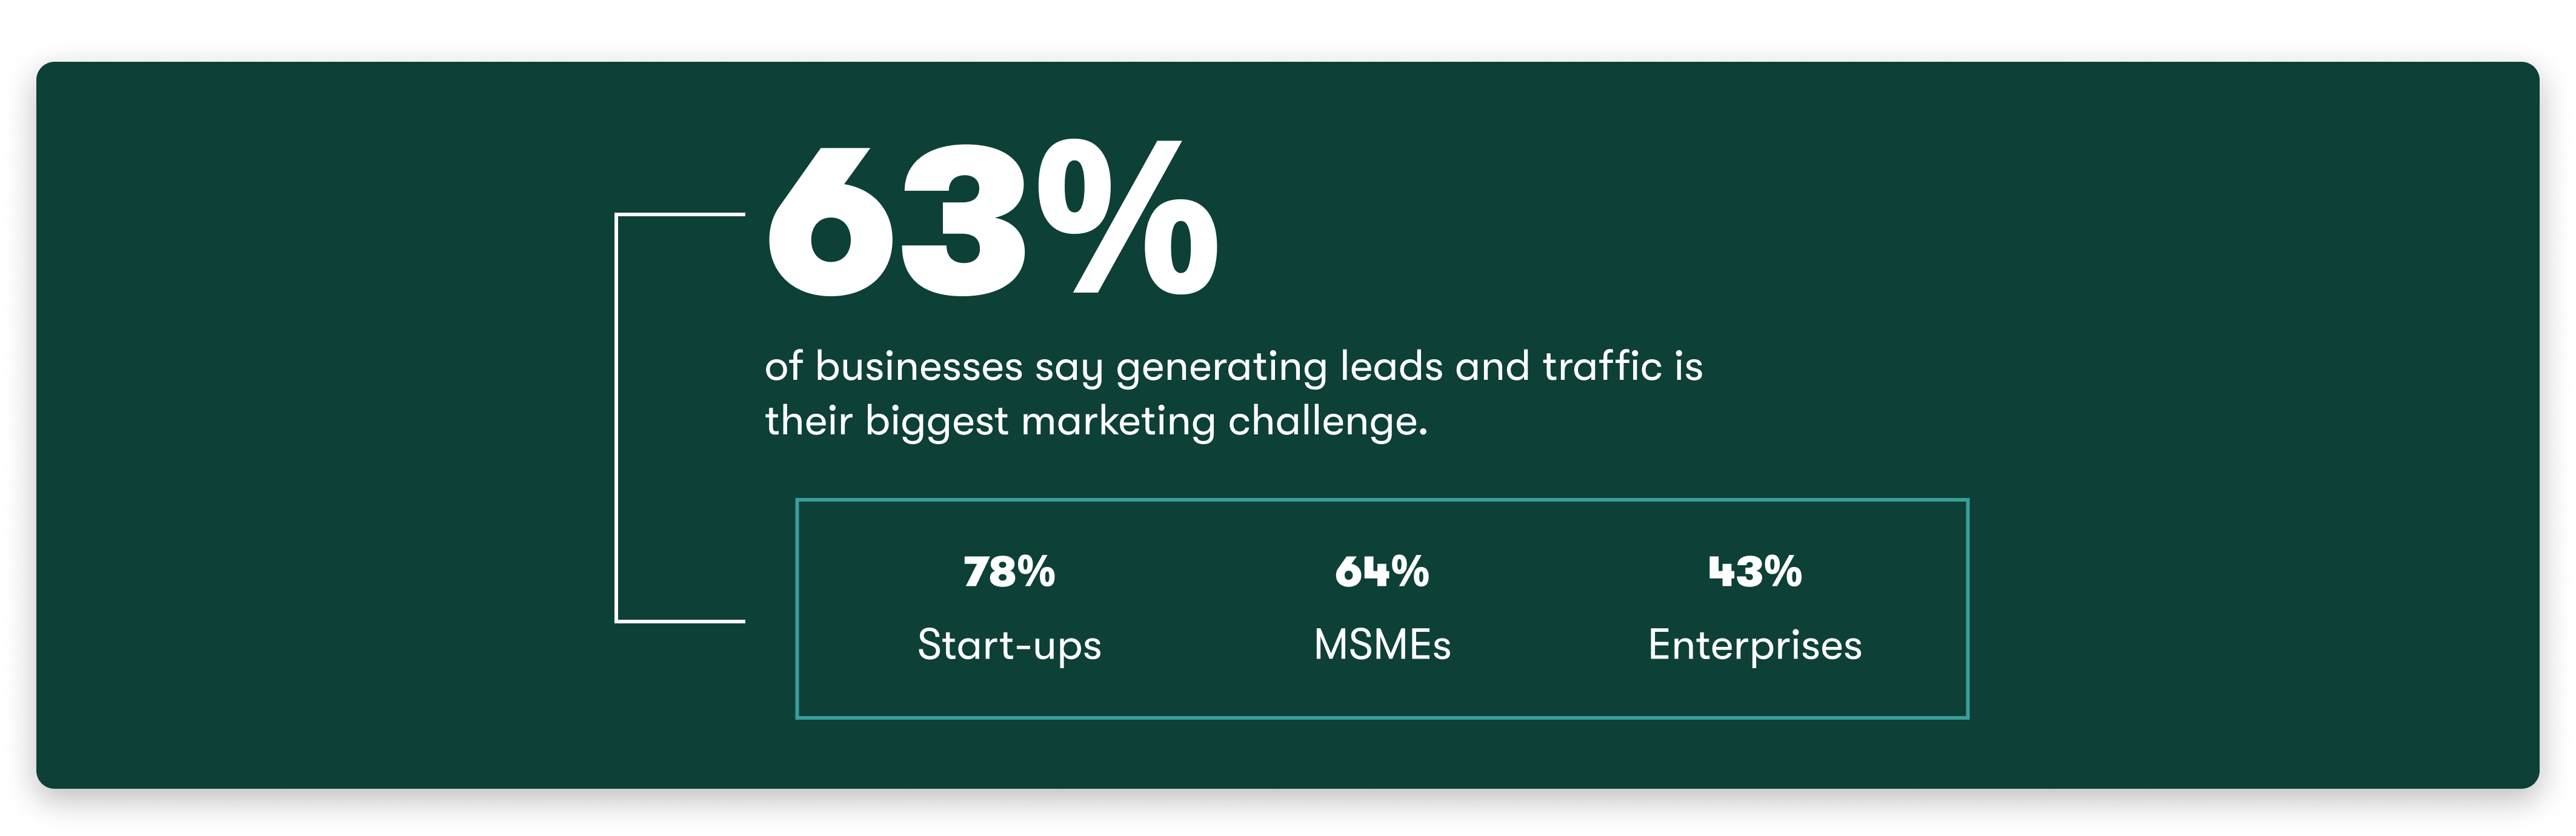 63%
of businesses say generating leads and traffic is
their biggest marketing challenge.
78%
64%
43%
Start-ups
MSMEs
Enterprises